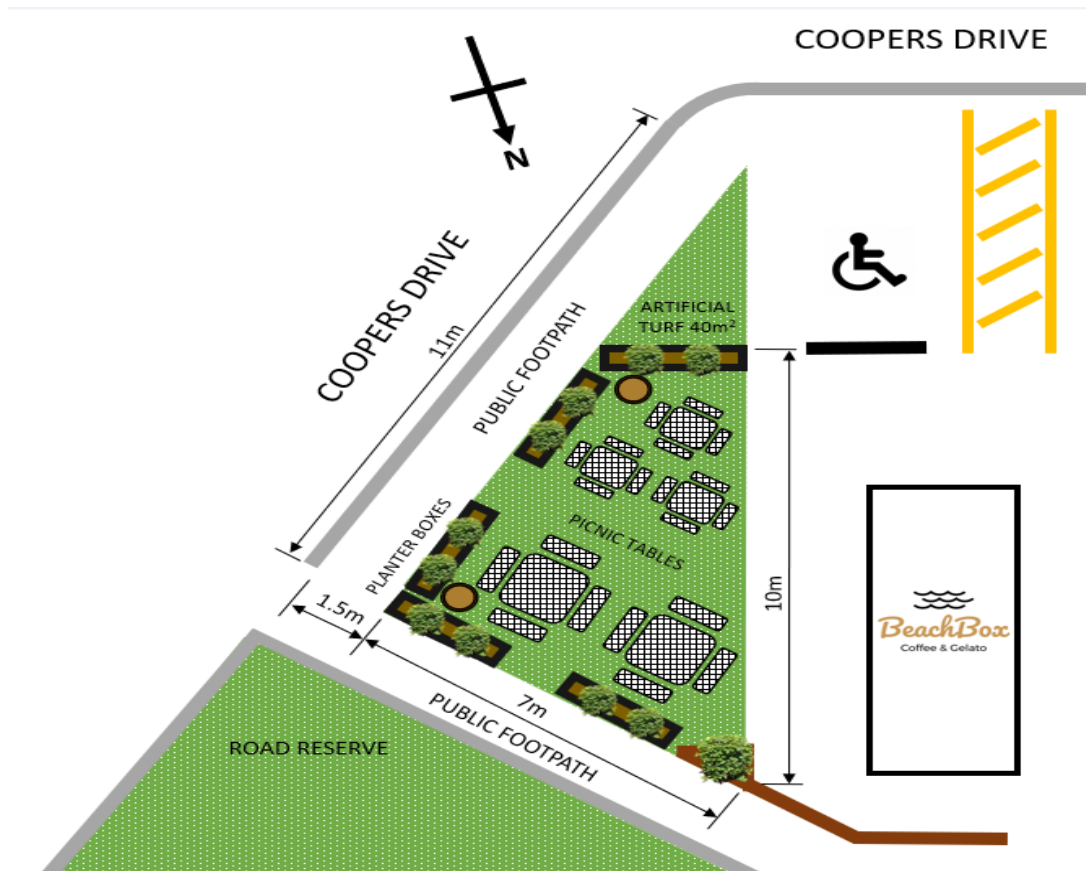 COOPERS DRIVE
N
COOPERS DRIVE
11m
PUBLIC FOOTPATH
ARTIFICIAL
TURF 40m²
PLANTER BOXES
PICNIC TABLES
1.5m
10m
7m
PUBLIC FOOTPATH
ROAD RESERVE
BeachBox
Coffee & Gelato